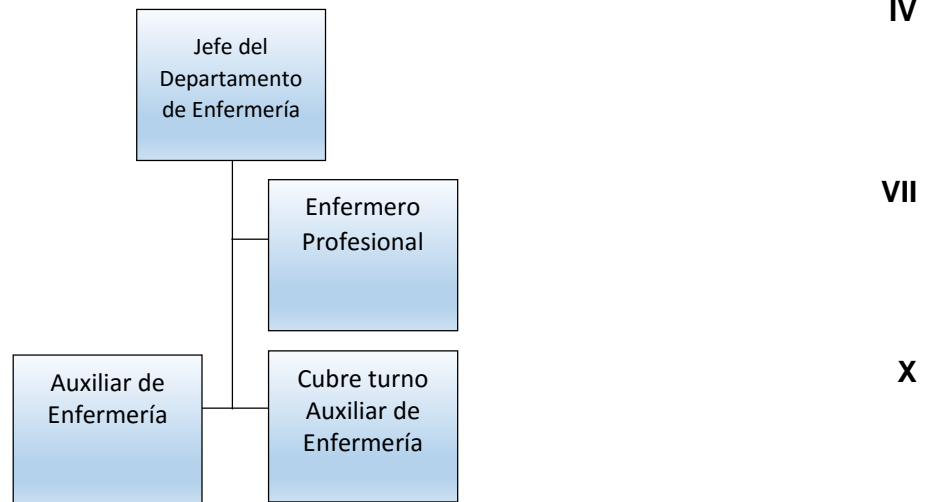 IV
Jefe del
Departamento
de Enfermería
VII
Enfermero
Profesional
X
Auxiliar de
Enfermería
Cubre turno
Auxiliar de
Enfermería